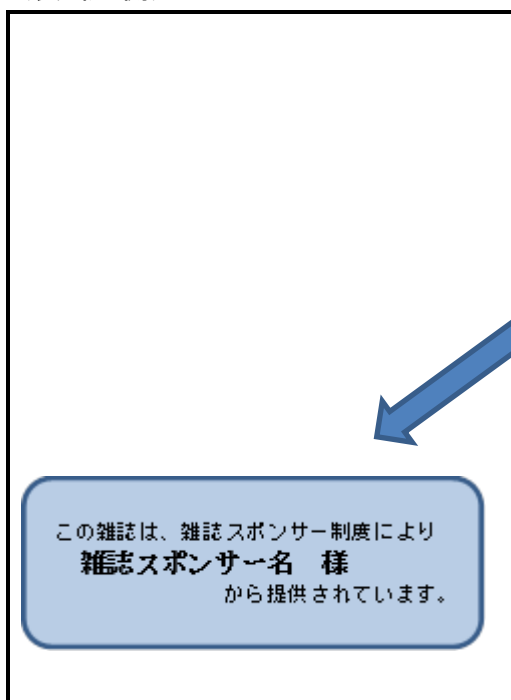 この雑誌は、雑誌スポンサー制度により
雑誌スポンサー名　様
から提供されています。